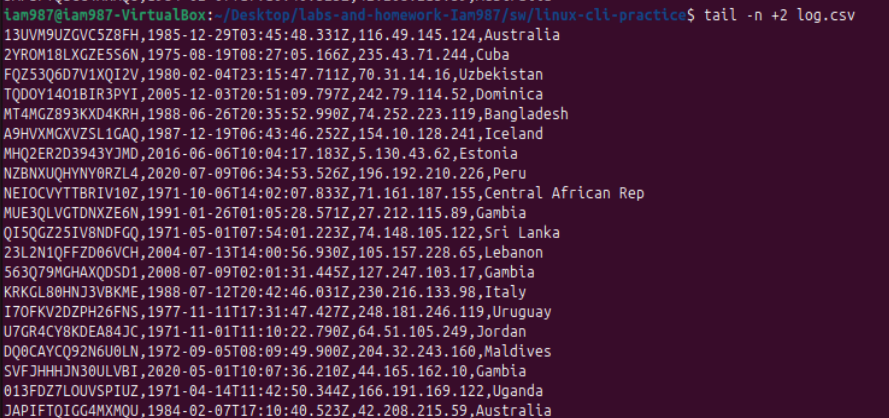 iam987@iam987-VirtualBox:~/Desktop/labs-and-homework-Iam987/sw/linux-cli-practice$ tail -n +2 log.csv
13UVM9UZGVC5Z8FH,1985-12-29T03:45:48.331Z,116.49.145.124,Australia
2YROM18LXGZE5S6N,1975-08-19T08:27:05.166Z,235.43.71.244,Cuba
FQZ53Q6D7V1XQI2V,1980-02-04T23:15:47.712Z,70.31.14.16,Uzbekistan
TQDOY14O1BIR3PYI,2005-12-03T20:51:09.797Z,242.79.114.52,Dominica
MT4MGZ893KXD4KRH,1988-06-26T20:35:52.990Z,74.252.223.119,Bangladesh
A9HVXMGXVZSL1GAQ,1987-12-19T06:43:46.252Z,154.10.128.241,Iceland
MHQ2ER2D3943YJMD,2016-06-06T10:04:17.183Z,5.130.43.62,Estonia
NZBNXUQHYNY0RZL4,2020-07-09T06:34:53.526Z,196.192.210.226,Peru
NEIOCVYTTBRIV10Z,1971-10-06T14:02:07.833Z,71.161.187.155,Central African Rep
MUE3QLVGTDNXZE6N,1991-01-26T01:05:28.571Z,27.212.115.89,Gambia
QI5QGZ25IV8NDFGQ,1971-05-01T07:54:01.223Z,74.148.105.122,Sri Lanka
23L2N1QFFZD06VCH,2004-07-13T14:00:56.930Z,105.157.228.65,Lebanon
563Q79MGHAXQDSD1,2008-07-09T02:01:31.445Z,127.247.103.17,Gambia
KRKGL80HNJ3VBKME,1988-07-12T20:42:46.031Z,230.216.133.98,Italy
I7OFKV2DZPH26FNS,1977-11-11T17:31:47.427Z,248.181.246.119,Uruguay
U7GR4CY8KDEA84JC,1971-11-01T11:10:22.790Z,64.51.105.249,Jordan
DQ0CAYCQ92N6U0LN,1972-09-05T08:09:49.900Z,204.32.243.160,Maldives
SVFJHHHJN30ULVBI,2020-05-01T10:07:36.210Z,44.165.162.10,Gambia
013FDZ7LOUVSPIUZ,1971-04-14T11:42:50.344Z,166.191.169.122,Uganda
JAPIFTQIGG4MXMQU,1984-02-07T17:10:40.523Z,42.208.215.59,Australia